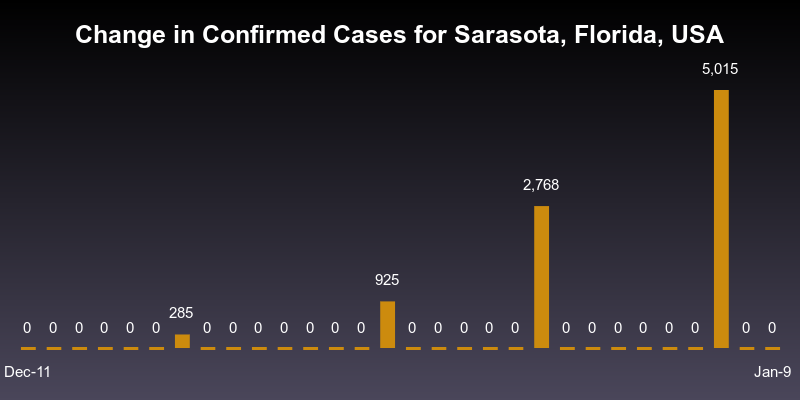 Change in Confirmed Cases for Sarasota, Florida, USA
5,015
2,768
925
285
0 0 0 0 0 0 0 0 0 0 0 0 0 0 0 0 0 0 0 0 0 0 0 0 0 0
Dec-11 Jan-9